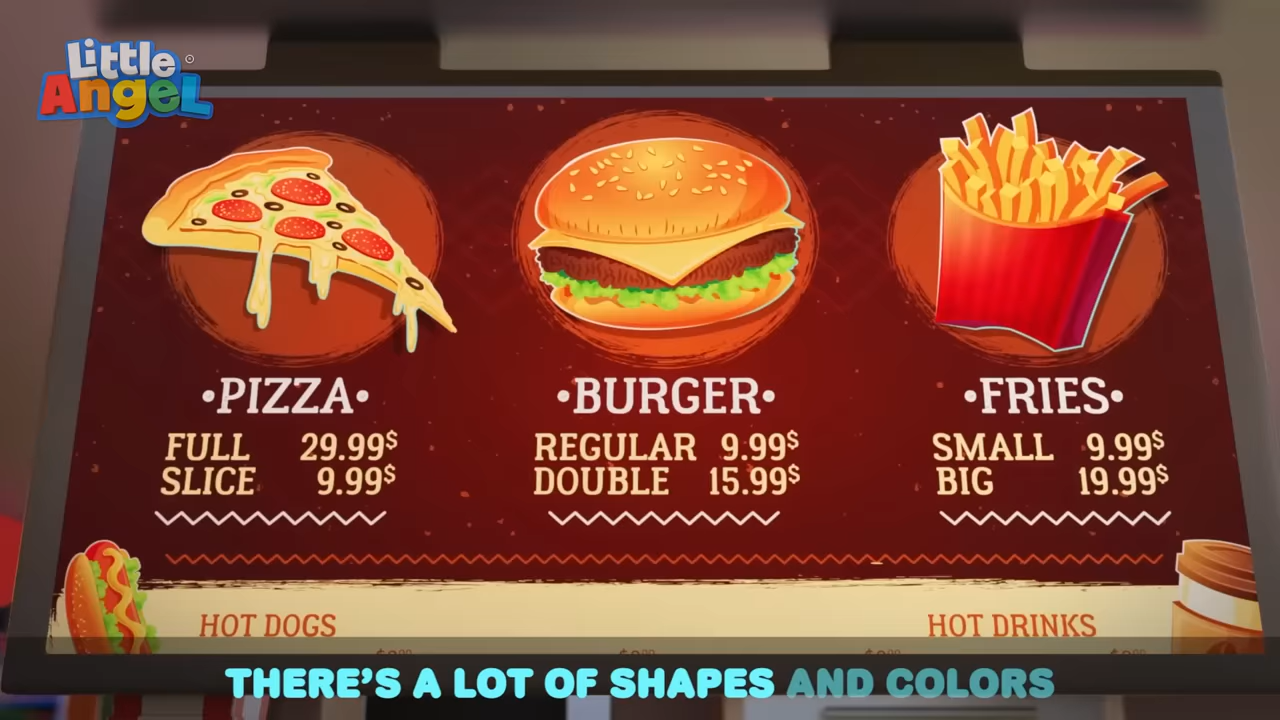 Little
Angel
•PIZZA•
FULL 29.99$
SLICE 9.99$
•BURGER•
REGULAR 9.99$
DOUBLE 15.99$
•FRIES•
SMALL 9.99$
BIG 19.99$
HOT DOGS
HOT DRINKS
THERE'S A LOT OF SHAPES AND COLORS